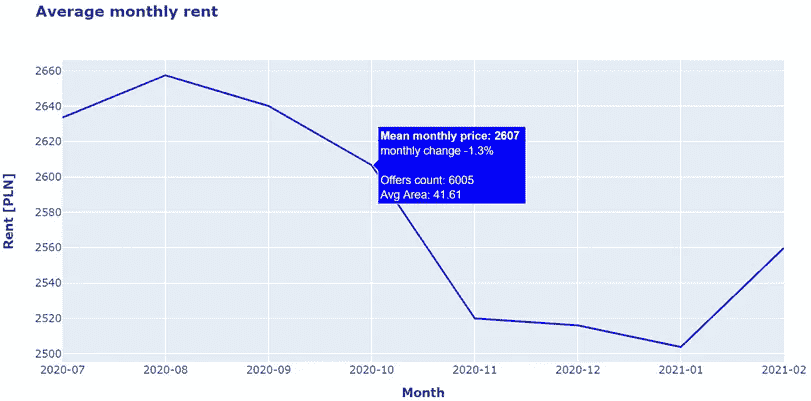 Average monthly rent
Rent [PLN]
2660
2640
2620
2600
2580
2560
2540
2520
2500
Mean monthly price: 2607
monthly change -1.3%
Offers count: 6005
Avg Area: 41.61
2020-07 2020-08 2020-09 2020-10 2020-11 2020-12 2021-01 2021-02
Month